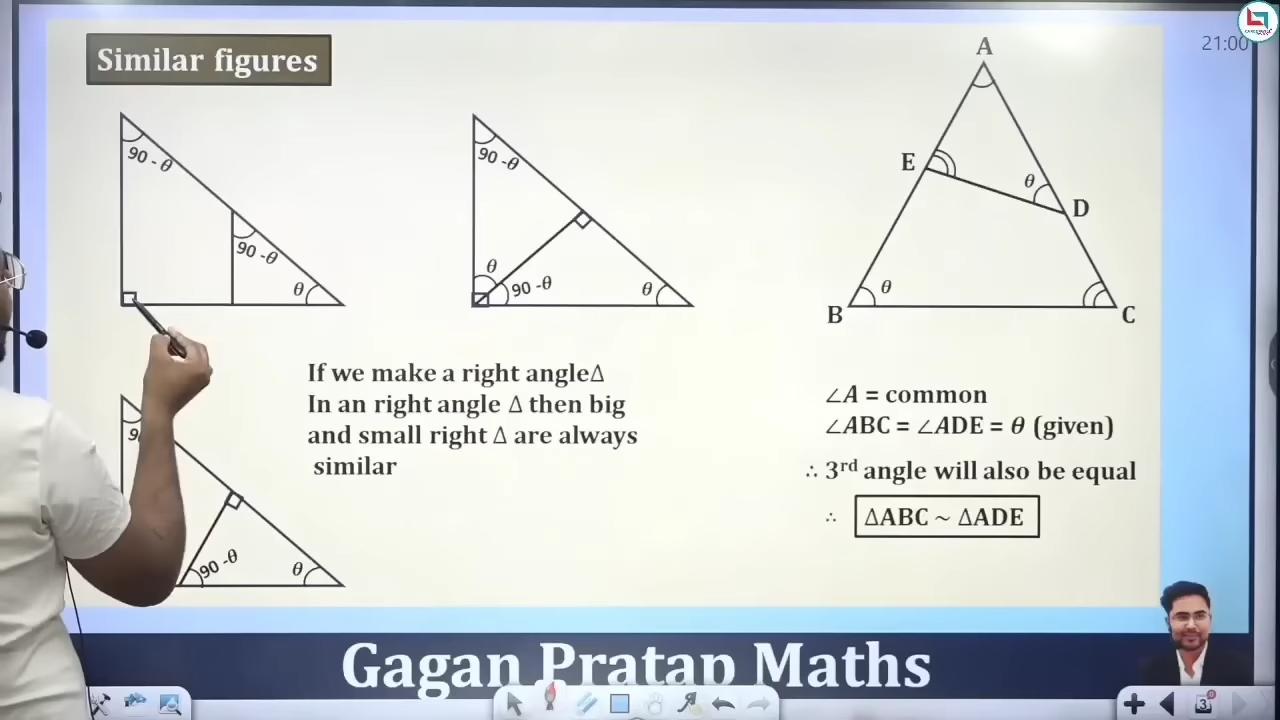 Similar figures
21:00
A
90 - θ
90 - θ
θ
90 -θ
θ
90 -θ
θ
E
θ
D
B
θ
C
If we make a right angleΔ
In an right angle Δ then big
and small right Δ are always
similar
90 -θ
θ
∠A = common
∠ABC = ∠ADE = θ (given)
∴ 3rd angle will also be equal
∴ ΔABC ~ ΔADE
Gagan Pratap Maths
3